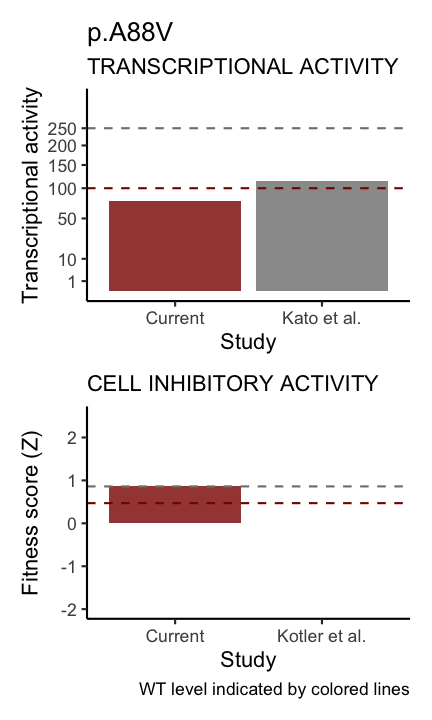 p.A88V
TRANSCRIPTIONAL ACTIVITY
Transcriptional activity
250
200
150
100
50
10
1
Current
Kato et al.
Study
CELL INHIBITORY ACTIVITY
Fitness score (Z)
2
1
0
-1
-2
Current
Kotler et al.
Study
WT level indicated by colored lines